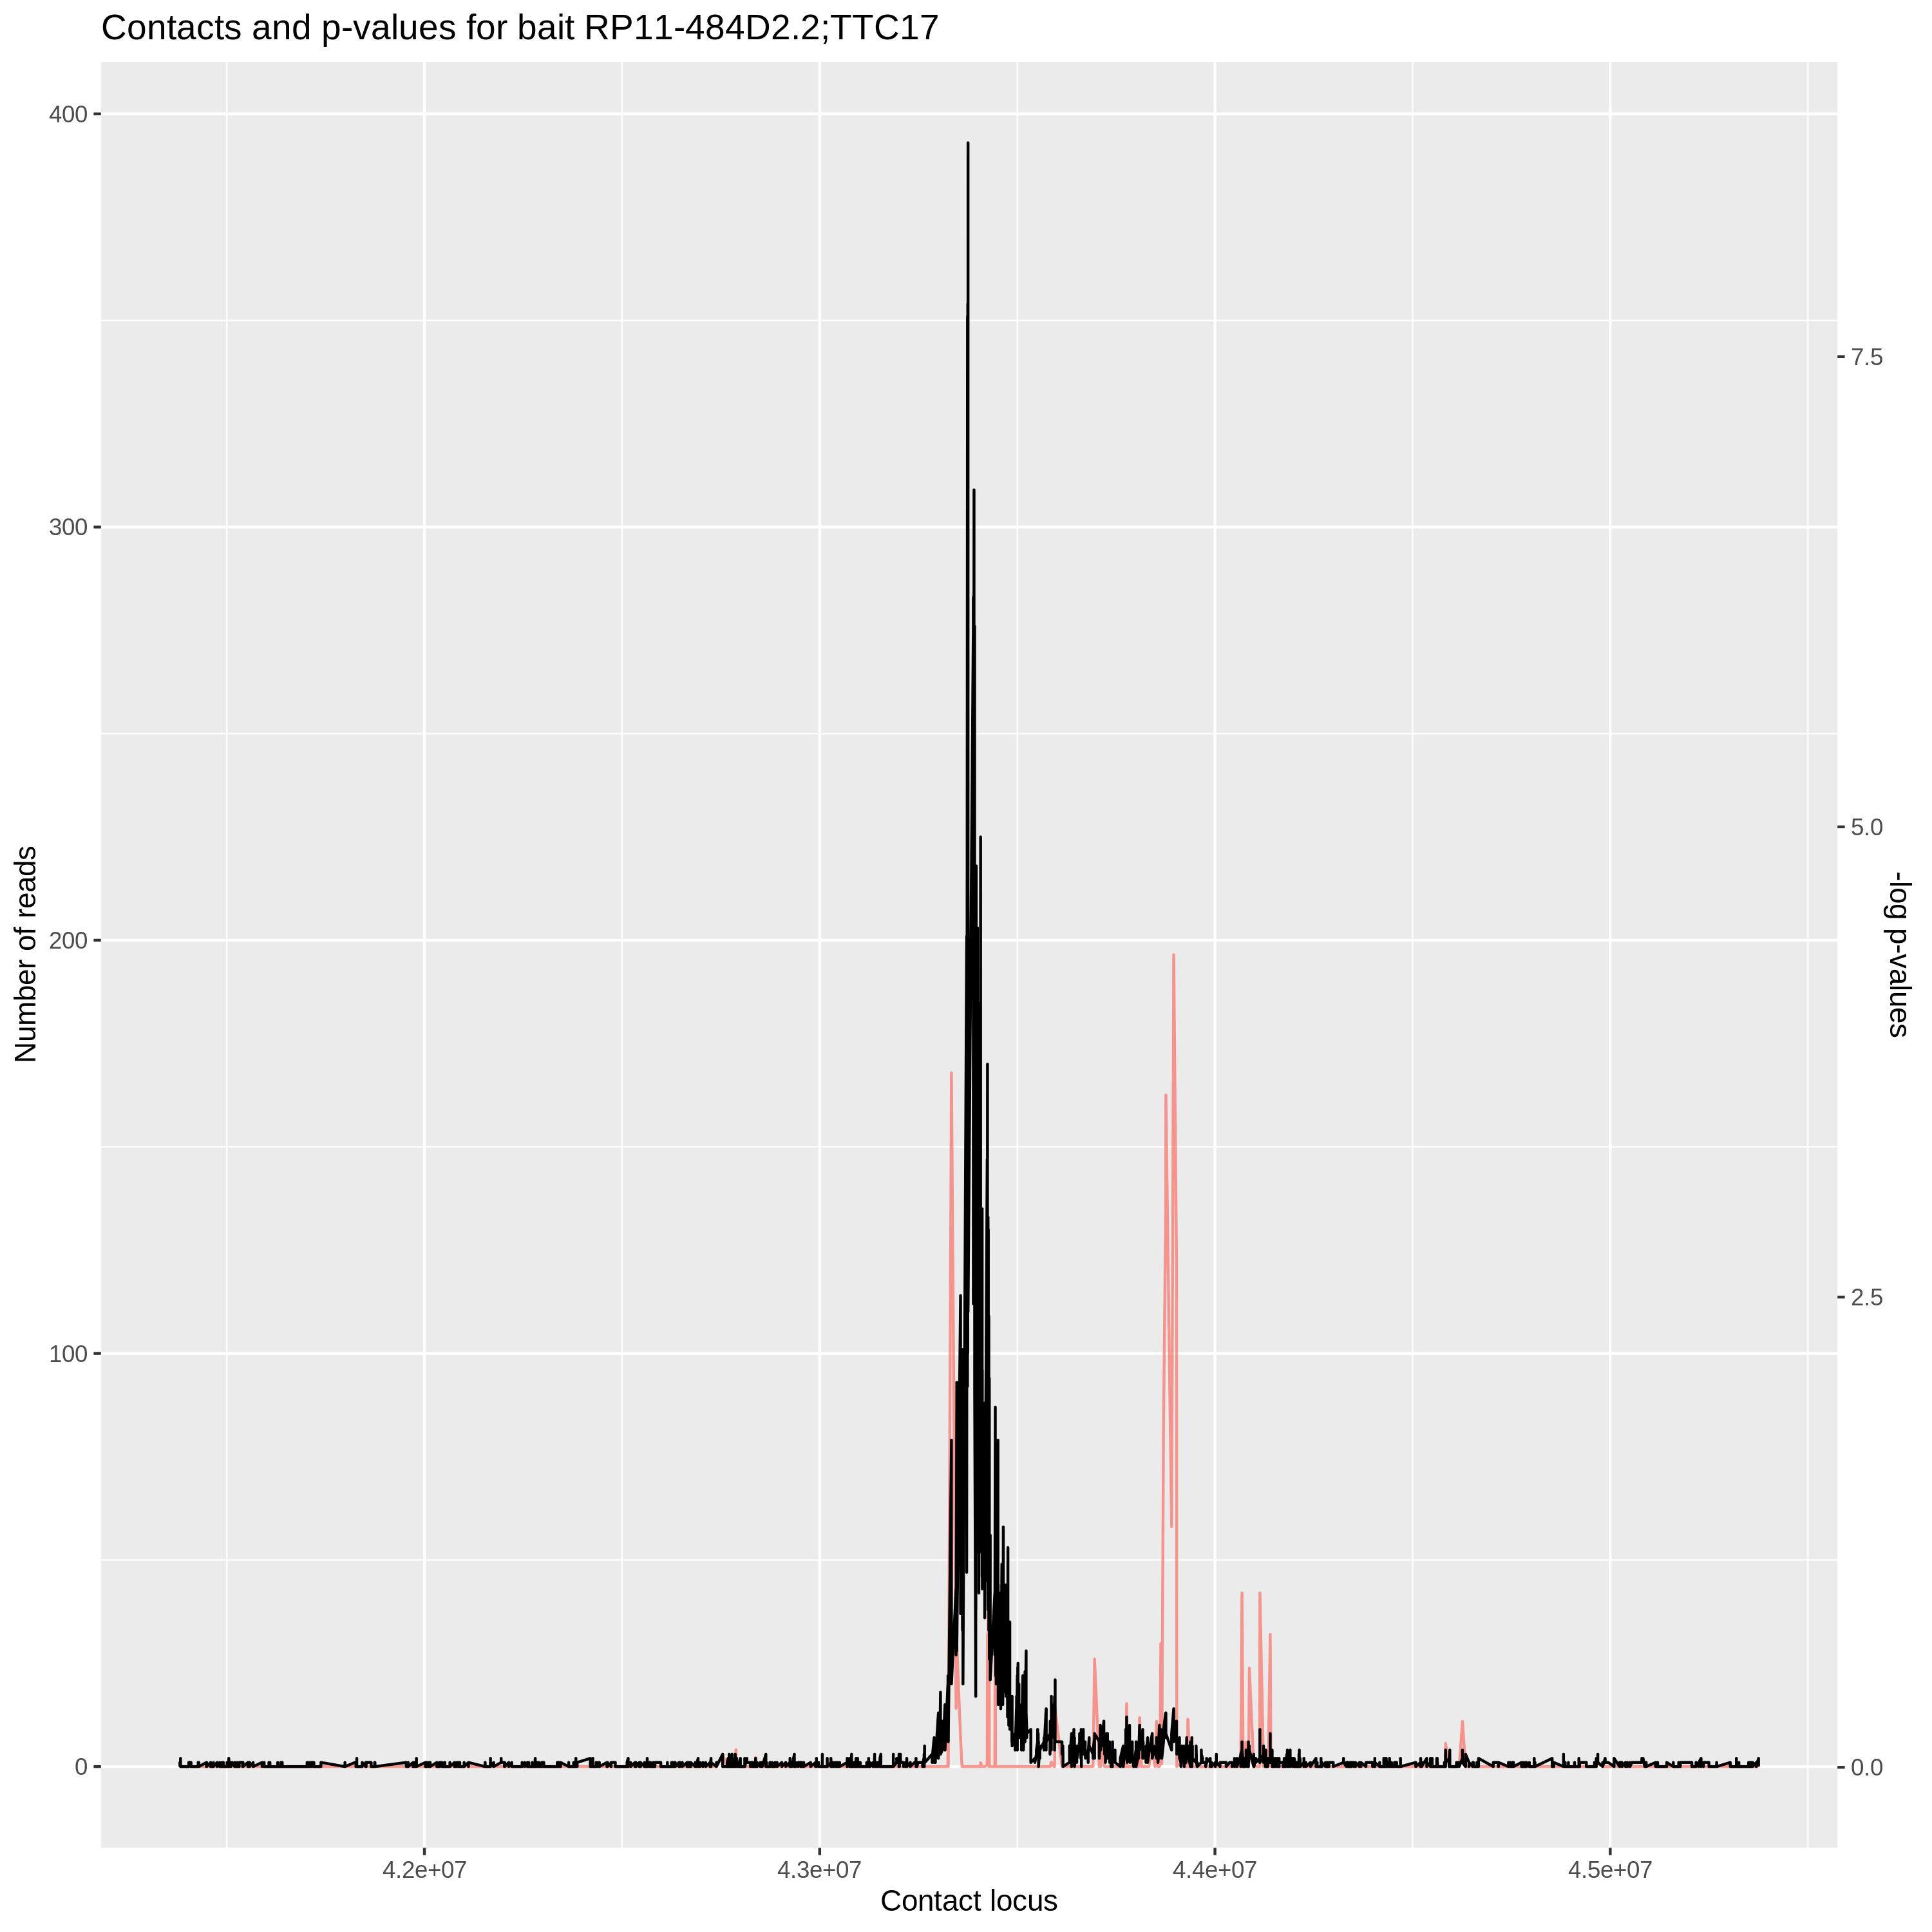 Contacts and p-values for bait RP11-484D2.2;TTC17
400
300
200
100
0
Number of reads
7.5
5.0
2.5
0.0
-log p-values
4.2e+07
4.3e+07
4.4e+07
4.5e+07
Contact locus